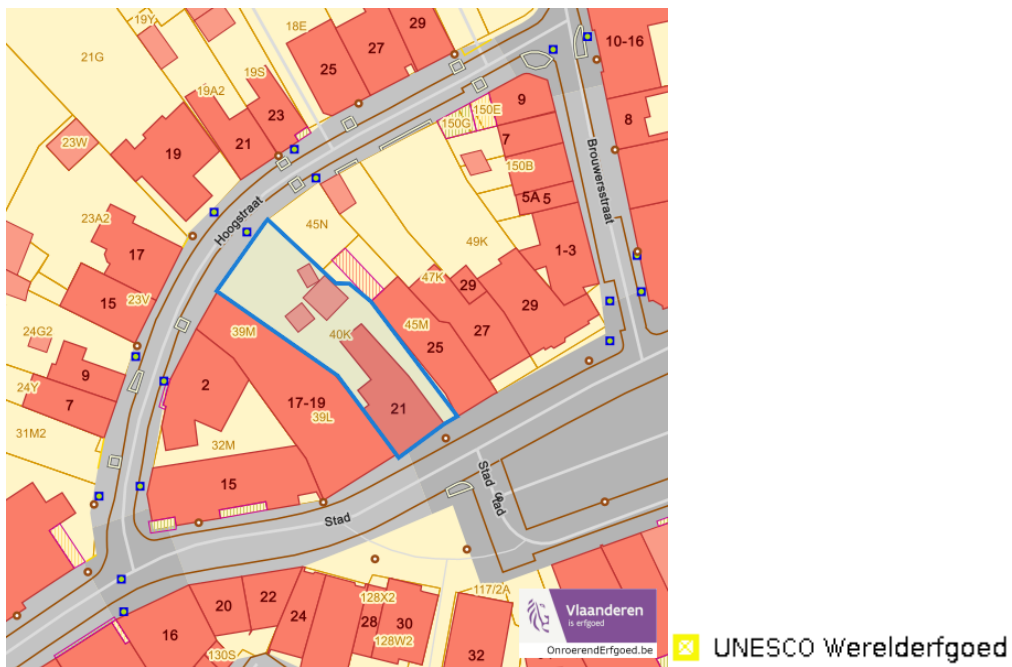 19Y
18E
29
10-16
21G
27
25
19S
19A2
23
150E
9
150G
8
23W
21
7
19
150B
Brouwersstraat
5A 5
23A2
Hoogstraat
45N
49K
17
1-3
47K
29
15
23V
29
24G2
39M
40K
45M
27
25
9
2
24Y
7
17-19
21
39L
31M2
32M
15
Stad
Stad
Stad
117/2A
20
22
128X2
24
28
30
16
128W2
130S
32
Vlaanderen
is erfgoed
OnroerendErfgoed.be
UNESCO Werelderfgoed